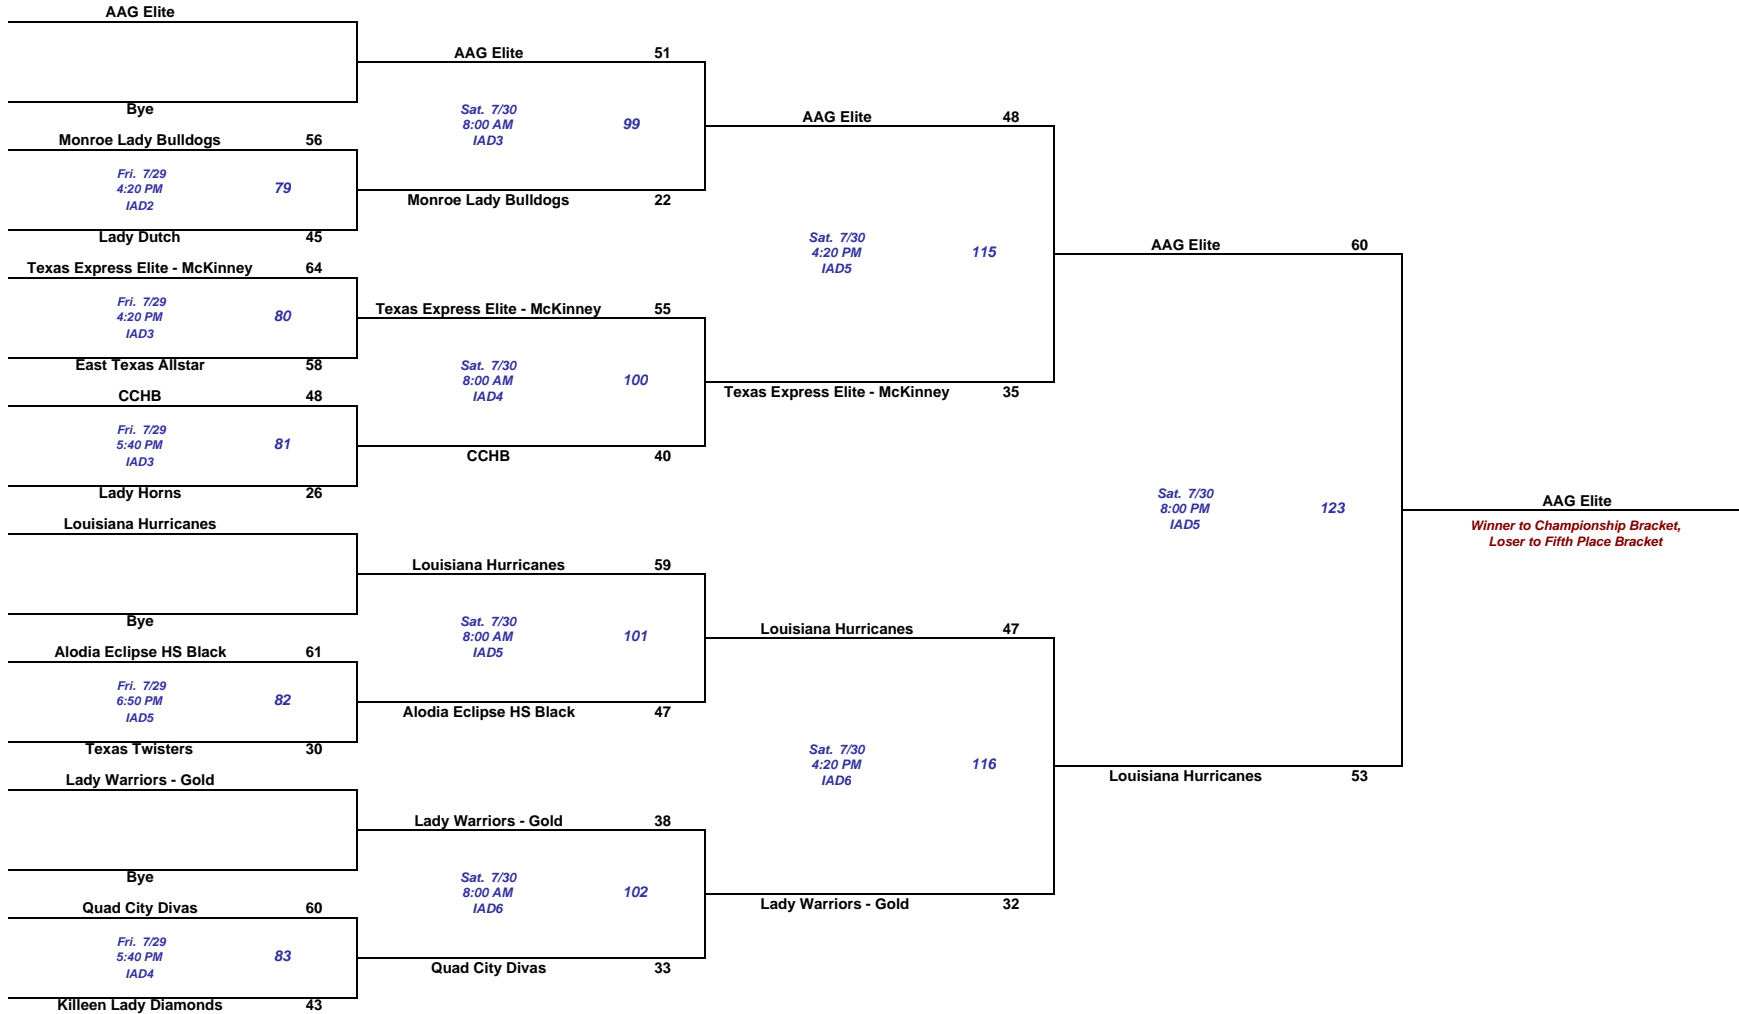 AAG Elite
Bye
Monroe Lady Bulldogs 56
Fri. 7/29
4:20 PM 79
IAD2
Lady Dutch 45
Texas Express Elite - McKinney 64
Fri. 7/29
4:20 PM 80
IAD3
East Texas Allstar 58
CCHB 48
Fri. 7/29
5:40 PM 81
IAD3
Lady Horns 26
Louisiana Hurricanes
Bye
Alodia Eclipse HS Black 61
Fri. 7/29
6:50 PM 82
IAD5
Texas Twisters 30
Lady Warriors - Gold
Bye
Quad City Divas 60
Fri. 7/29
5:40 PM 83
IAD4
Killeen Lady Diamonds 43
AAG Elite 51
Sat. 7/30
8:00 AM 99
IAD3
Monroe Lady Bulldogs 22
Texas Express Elite - McKinney 55
Sat. 7/30
8:00 AM 100
IAD4
CCHB 40
Louisiana Hurricanes 59
Sat. 7/30
8:00 AM 101
IAD5
Alodia Eclipse HS Black 47
Lady Warriors - Gold 38
Sat. 7/30
8:00 AM 102
IAD6
Quad City Divas 33
AAG Elite 48
Sat. 7/30
4:20 PM 115
IAD5
Texas Express Elite - McKinney 35
Louisiana Hurricanes 47
Sat. 7/30
4:20 PM 116
IAD6
Lady Warriors - Gold 32
AAG Elite 60
Sat. 7/30
8:00 PM 123
IAD5
Louisiana Hurricanes 53
AAG Elite
Winner to Championship Bracket,
Loser to Fifth Place Bracket